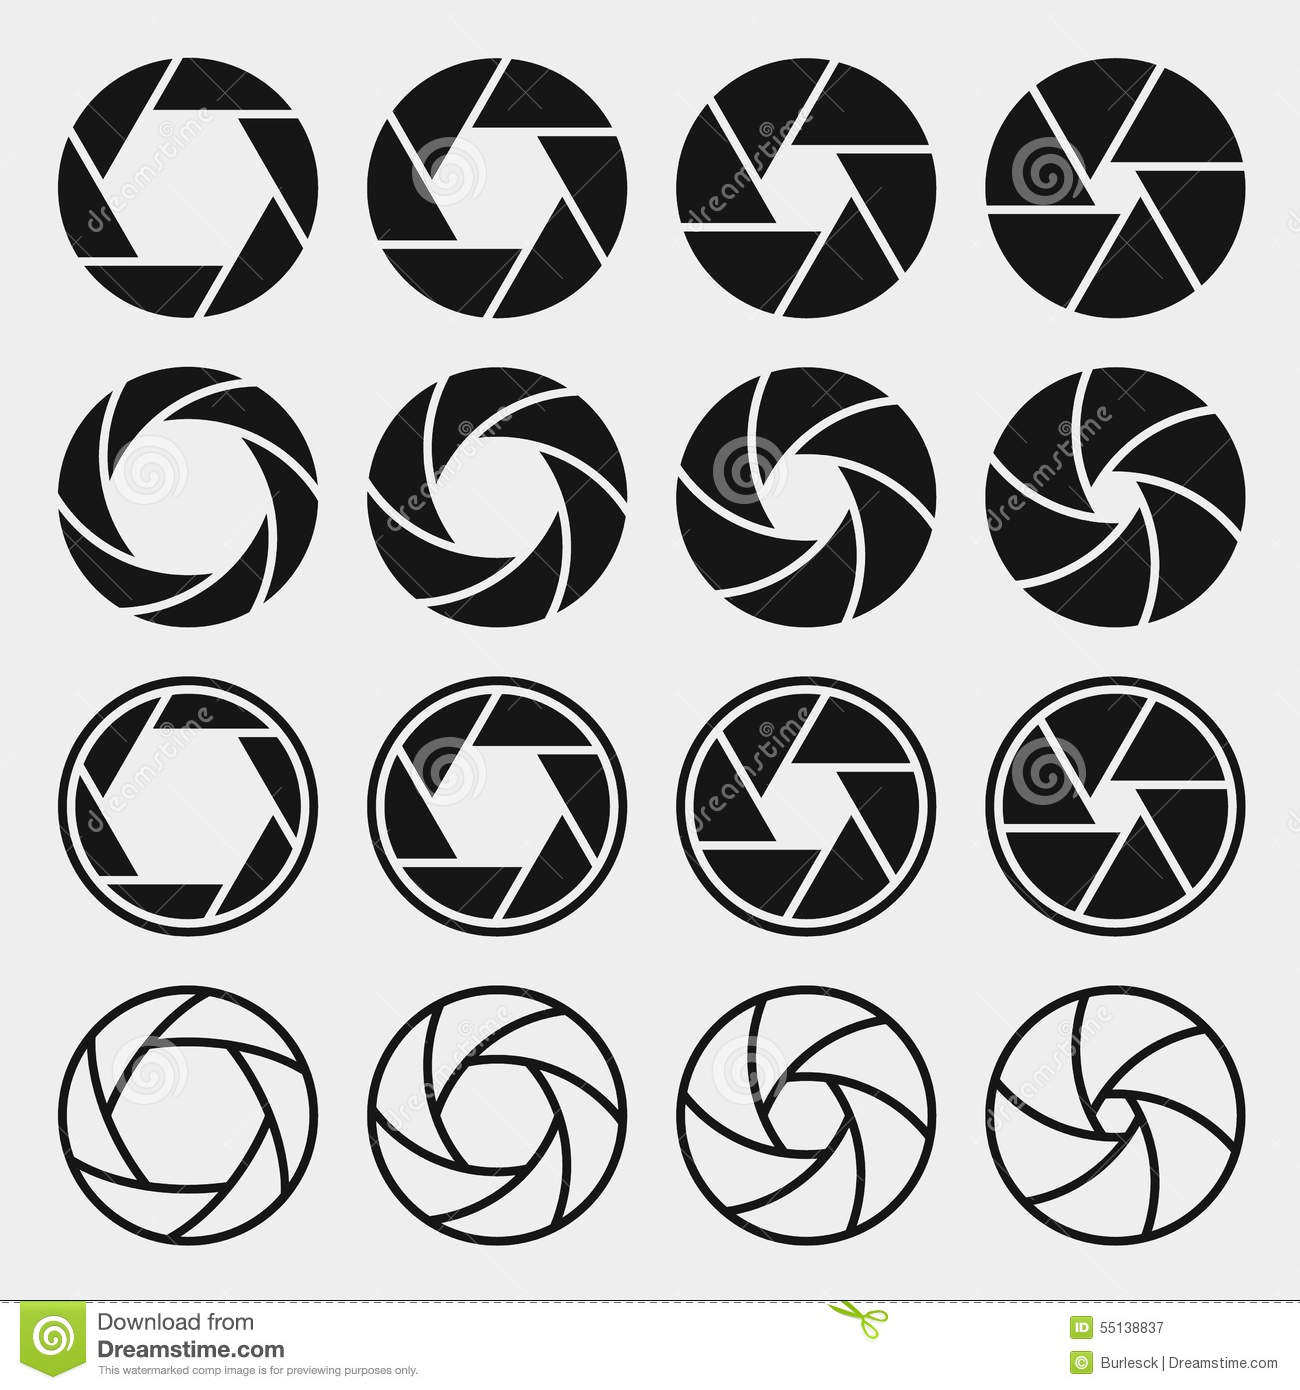 Download from
Dreamstime.com
This watermarked comp image is for previewing purposes only.
ID 55138837
© Burlesck | Dreamstime.com